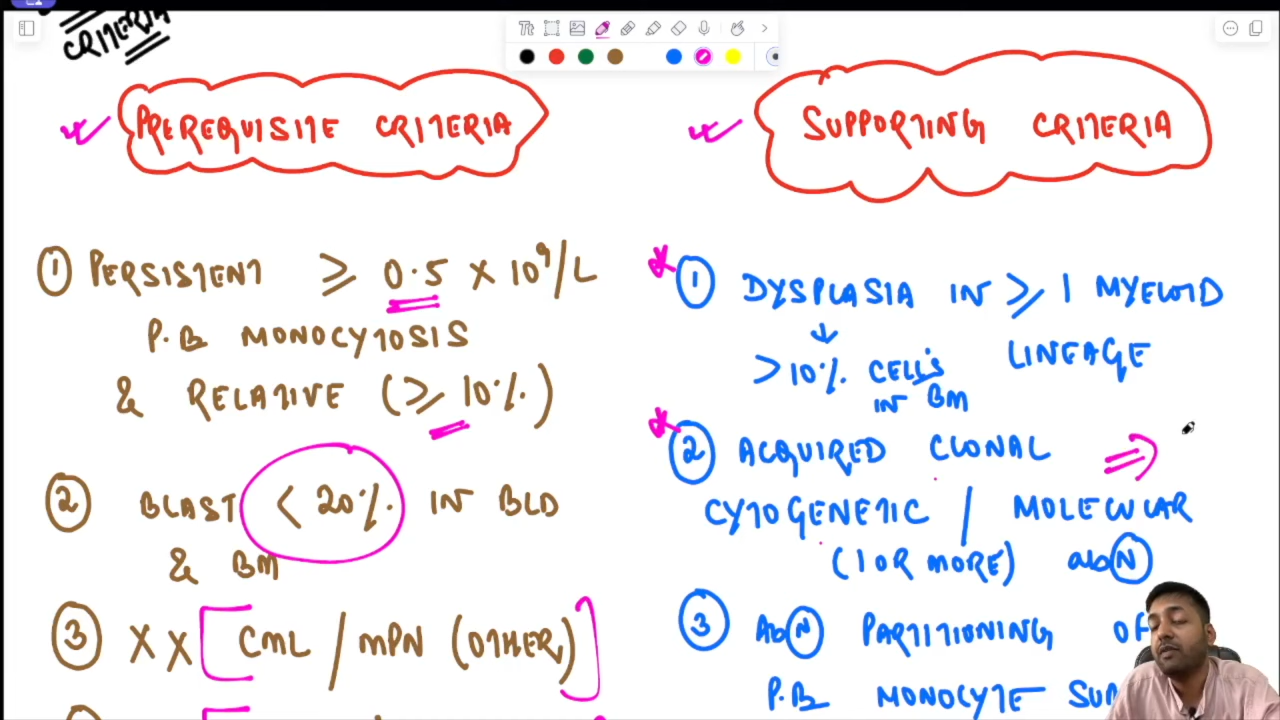 CRITERIA
PREREQUISITE CRITERIA
① PERSISTENT ≥ 0.5 × 10⁹/L
P.B MONOCYTOSIS
& RELATIVE (≥ 10%)
② BLAST < 20% IN BLD
& BM
③ XX [CML / MPN (OTHER)]
SUPPORTING CRITERIA
① DYSPLASIA IN ≥ 1 MYELOID
LINEAGE
↓
>10% CELLS
IN BM
② ACQUIRED CLONAL ⇒
CYTOGENETIC / MOLECULAR
(1 OR MORE) abⓃ
③ AbⓃ PARTITIONING OF
P.B MONOCYTE